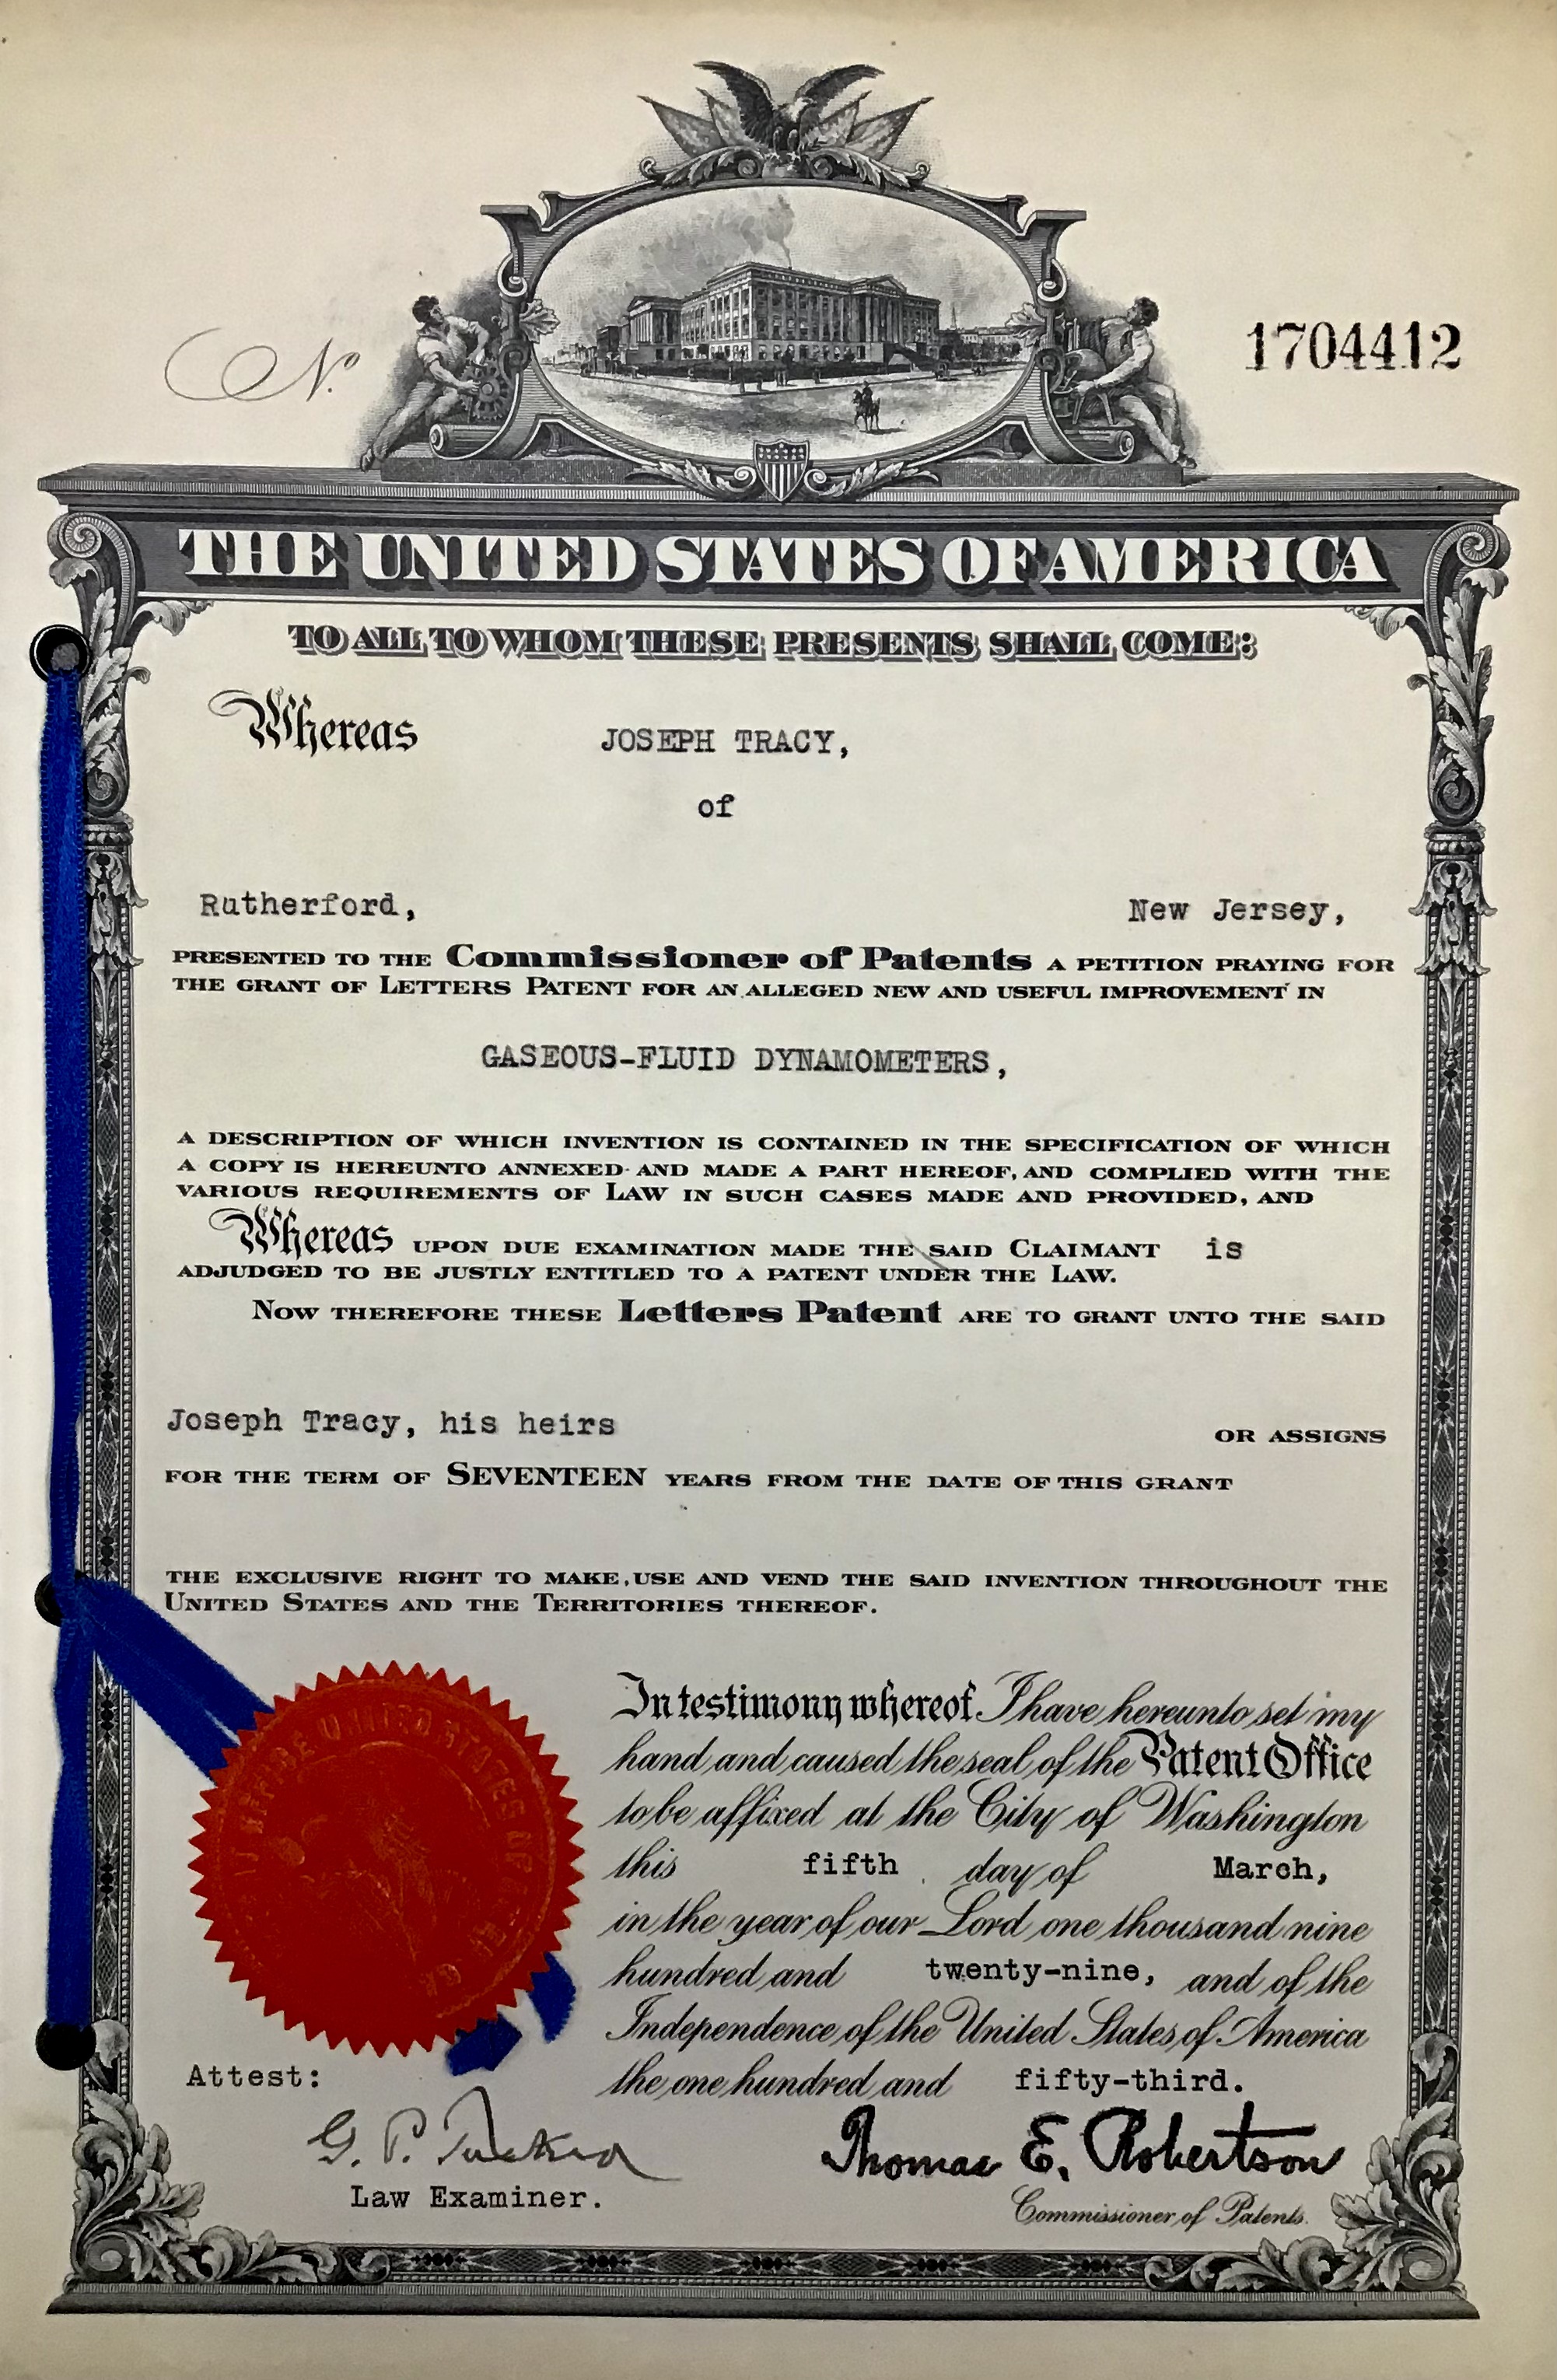 N.
1704412
THE UNITED STATES OF AMERICA
TO ALL TO WHOM THESE PRESENTS SHALL COME:
Whereas JOSEPH TRACY,
of
Rutherford, New Jersey,
PRESENTED TO THE Commissioner of Patents A PETITION PRAYING FOR
THE GRANT OF LETTERS PATENT FOR AN ALLEGED NEW AND USEFUL IMPROVEMENT IN
GASEOUS-FLUID DYNAMOMETERS,
A DESCRIPTION OF WHICH INVENTION IS CONTAINED IN THE SPECIFICATION OF WHICH
A COPY IS HEREUNTO ANNEXED AND MADE A PART HEREOF, AND COMPLIED WITH THE
VARIOUS REQUIREMENTS OF LAW IN SUCH CASES MADE AND PROVIDED, AND
Whereas UPON DUE EXAMINATION MADE THE SAID CLAIMANT is
ADJUDGED TO BE JUSTLY ENTITLED TO A PATENT UNDER THE LAW.
NOW THEREFORE THESE Letters Patent ARE TO GRANT UNTO THE SAID
Joseph Tracy, his heirs OR ASSIGNS
FOR THE TERM OF SEVENTEEN YEARS FROM THE DATE OF THIS GRANT
THE EXCLUSIVE RIGHT TO MAKE, USE AND VEND THE SAID INVENTION THROUGHOUT THE
UNITED STATES AND THE TERRITORIES THEREOF.
In testimony whereof I have hereunto set my
hand and caused the seal of the Patent Office
to be affixed at the City of Washington
this fifth day of March,
in the year of our Lord one thousand nine
hundred and twenty-nine, and of the
Independence of the United States of America
the one hundred and fifty-third.
Attest:
G. P. Tucker
Law Examiner.
Thomas E. Robertson
Commissioner of Patents.